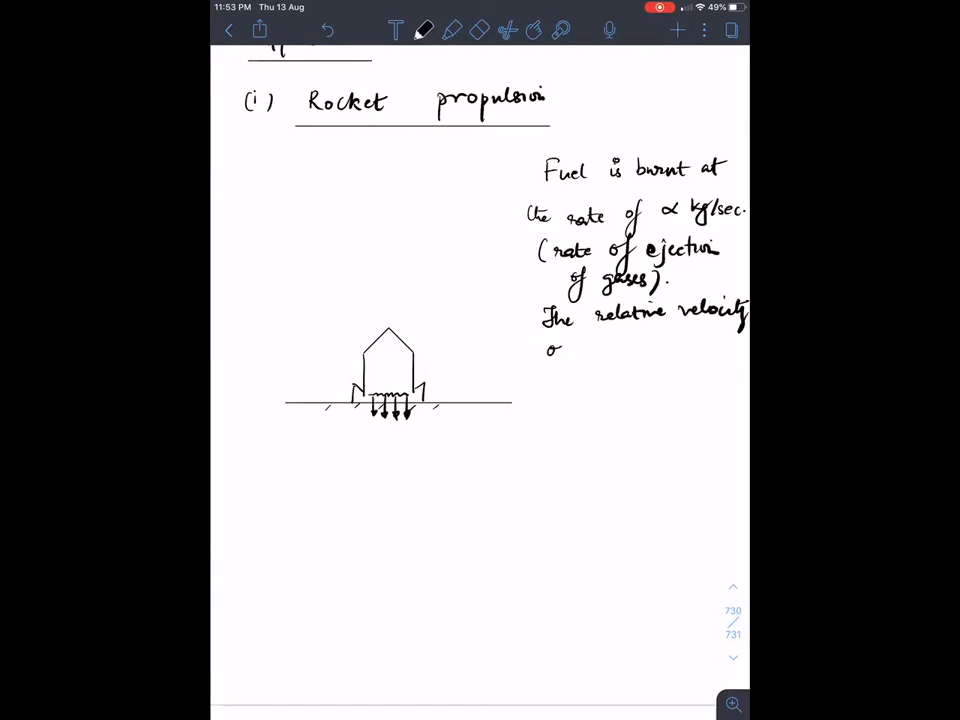 11:53 PM Thu 13 Aug
49%
T
(i) Rocket propulsion
Fuel is burnt at
the rate of α kg/sec.
(rate of ejection
of gases).
The relative velocity
o
730
731